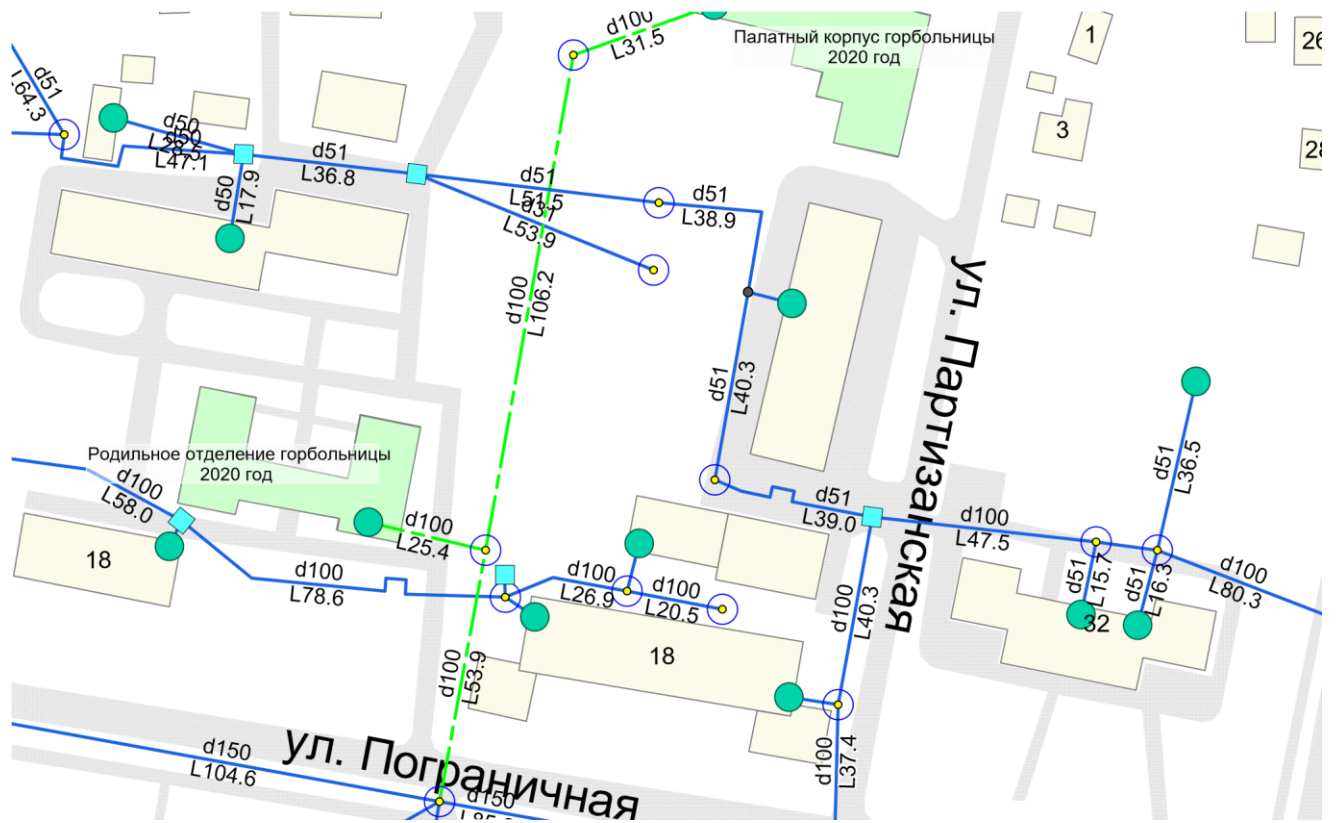 d100
L31.5
Палатный корпус горбольницы
2020 год
1
26
d51
L64.3
d50
d50
L28.5
L47.1
d51
L36.8
3
28
d50
L17.9
d51
L51.5
L53.9
d51
L38.9
d100
L106.2
ул. Партизанская
d51
L40.3
d51
L36.5
Родильное отделение горбольницы
2020 год
d100
L58.0
d100
L25.4
d51
L39.0
d100
L47.5
18
d100
L78.6
d100
L26.9
d100
L20.5
d100
L40.3
d51
L15.7
d51
L16.3
d100
L80.3
32
18
d100
L53.9
d100
L37.4
d150
L104.6
ул. Пограничная
d150